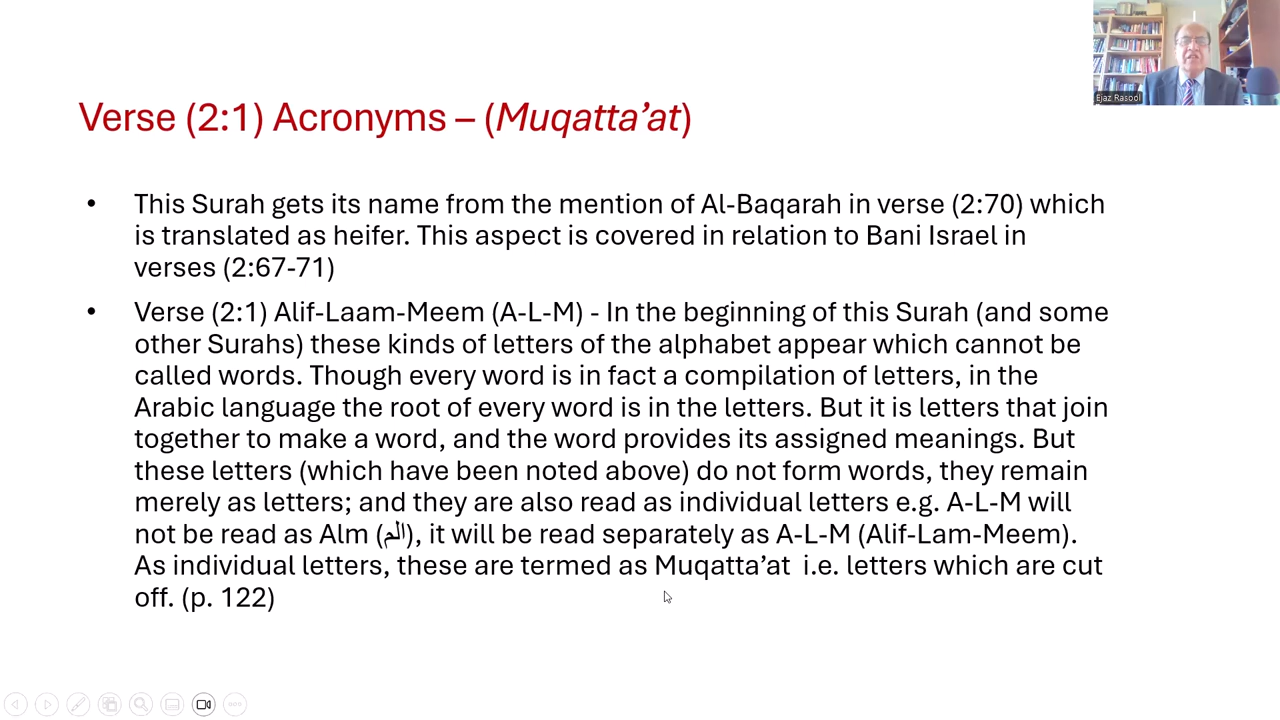 Ejaz Rasool
Verse (2:1) Acronyms – (Muqatta’at)
• This Surah gets its name from the mention of Al-Baqarah in verse (2:70) which
is translated as heifer. This aspect is covered in relation to Bani Israel in
verses (2:67-71)
• Verse (2:1) Alif-Laam-Meem (A-L-M) - In the beginning of this Surah (and some
other Surahs) these kinds of letters of the alphabet appear which cannot be
called words. Though every word is in fact a compilation of letters, in the
Arabic language the root of every word is in the letters. But it is letters that join
together to make a word, and the word provides its assigned meanings. But
these letters (which have been noted above) do not form words, they remain
merely as letters; and they are also read as individual letters e.g. A-L-M will
not be read as Alm (الم), it will be read separately as A-L-M (Alif-Lam-Meem).
As individual letters, these are termed as Muqatta’at i.e. letters which are cut
off. (p. 122)